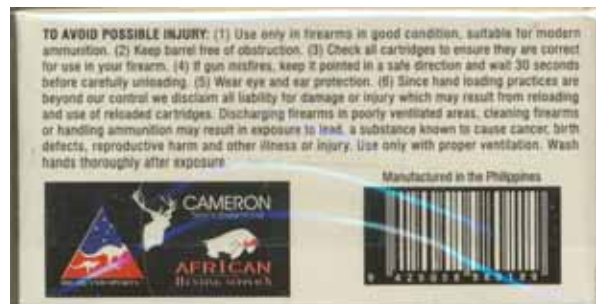 TO AVOID POSSIBLE INJURY: (1) Use only in firearms in good condition, suitable for modern
ammunition. (2) Keep barrel free of obstruction. (3) Check all cartridges to ensure they are correct
for use in your firearm. (4) If gun misfires, keep it pointed in a safe direction and wait 30 seconds
before carefully unloading. (5) Wear eye and ear protection. (6) Since hand loading practices are
beyond our control we disclaim all liability for damage or injury which may result from reloading
and use of reloaded cartridges. Discharging firearms in poorly ventilated areas, cleaning firearms
or handling ammunition may result in exposure to lead, a substance known to cause cancer, birth
defects, reproductive harm and other illness or injury. Use only with proper ventilation. Wash
hands thoroughly after exposure
Manufactured in the Philippines
CAMERON
AFRICAN